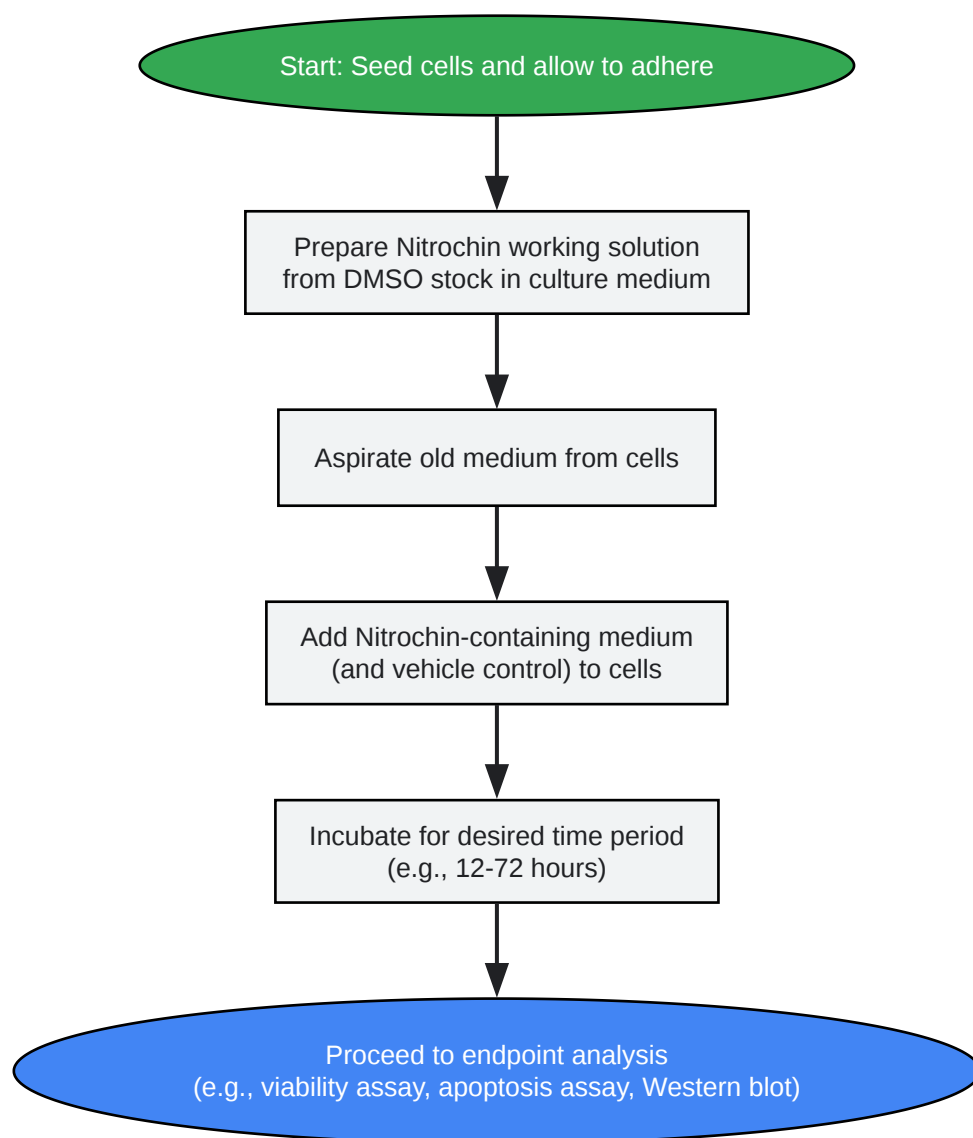 Start: Seed cells and allow to adhere
Prepare Nitrochin working solution
from DMSO stock in culture medium
Aspirate old medium from cells
Add Nitrochin-containing medium
(and vehicle control) to cells
Incubate for desired time period
(e.g., 12-72 hours)
Proceed to endpoint analysis
(e.g., viability assay, apoptosis assay, Western blot)